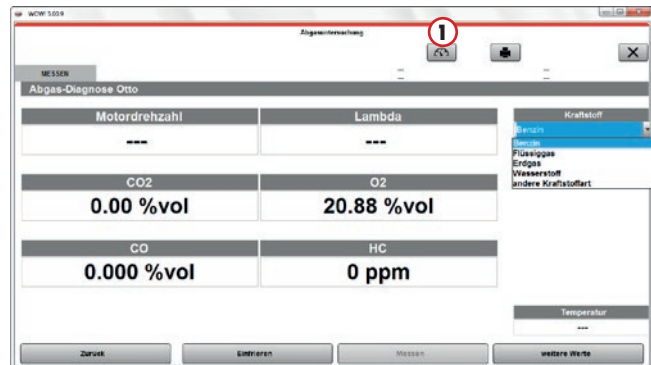 WOW! 5.00.9
Abgasuntersuchung
1
MESSEN
Abgas-Diagnose Otto
Motordrehzahl
Lambda
Kraftstoff
---
---
Benzin
Benzin
Flüssiggas
Erdgas
Wasserstoff
andere Kraftstoffart
CO2
O2
0.00 %vol
20.88 %vol
CO
HC
0.000 %vol
0 ppm
Temperatur
---
Zurück
Einfrieren
Messen
weitere Werte